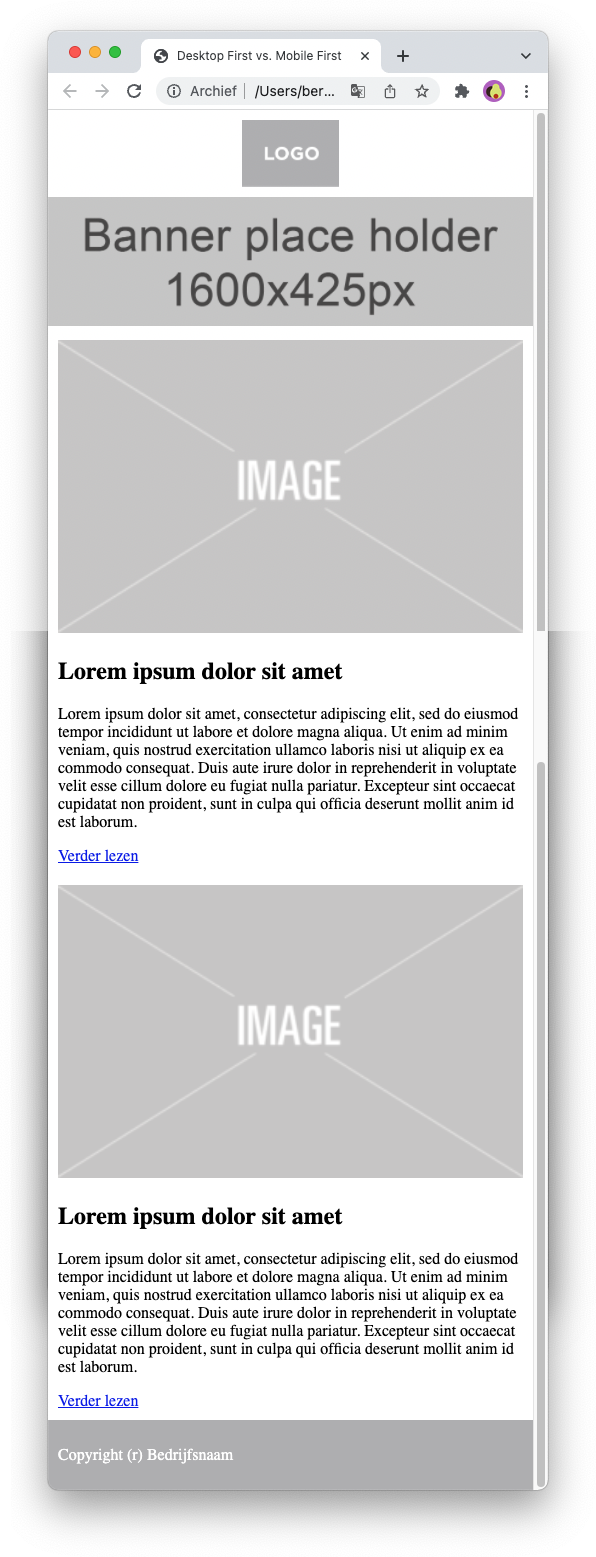 Desktop First vs. Mobile First
Archief | /Users/ber...
LOGO
Banner place holder
1600x425px
IMAGE
Lorem ipsum dolor sit amet
Lorem ipsum dolor sit amet, consectetur adipiscing elit, sed do eiusmod
tempor incididunt ut labore et dolore magna aliqua. Ut enim ad minim
veniam, quis nostrud exercitation ullamco laboris nisi ut aliquip ex ea
commodo consequat. Duis aute irure dolor in reprehenderit in voluptate
velit esse cillum dolore eu fugiat nulla pariatur. Excepteur sint occaecat
cupidatat non proident, sunt in culpa qui officia deserunt mollit anim id
est laborum.
Verder lezen
IMAGE
Lorem ipsum dolor sit amet
Lorem ipsum dolor sit amet, consectetur adipiscing elit, sed do eiusmod
tempor incididunt ut labore et dolore magna aliqua. Ut enim ad minim
veniam, quis nostrud exercitation ullamco laboris nisi ut aliquip ex ea
commodo consequat. Duis aute irure dolor in reprehenderit in voluptate
velit esse cillum dolore eu fugiat nulla pariatur. Excepteur sint occaecat
cupidatat non proident, sunt in culpa qui officia deserunt mollit anim id
est laborum.
Verder lezen
Copyright (r) Bedrijfsnaam